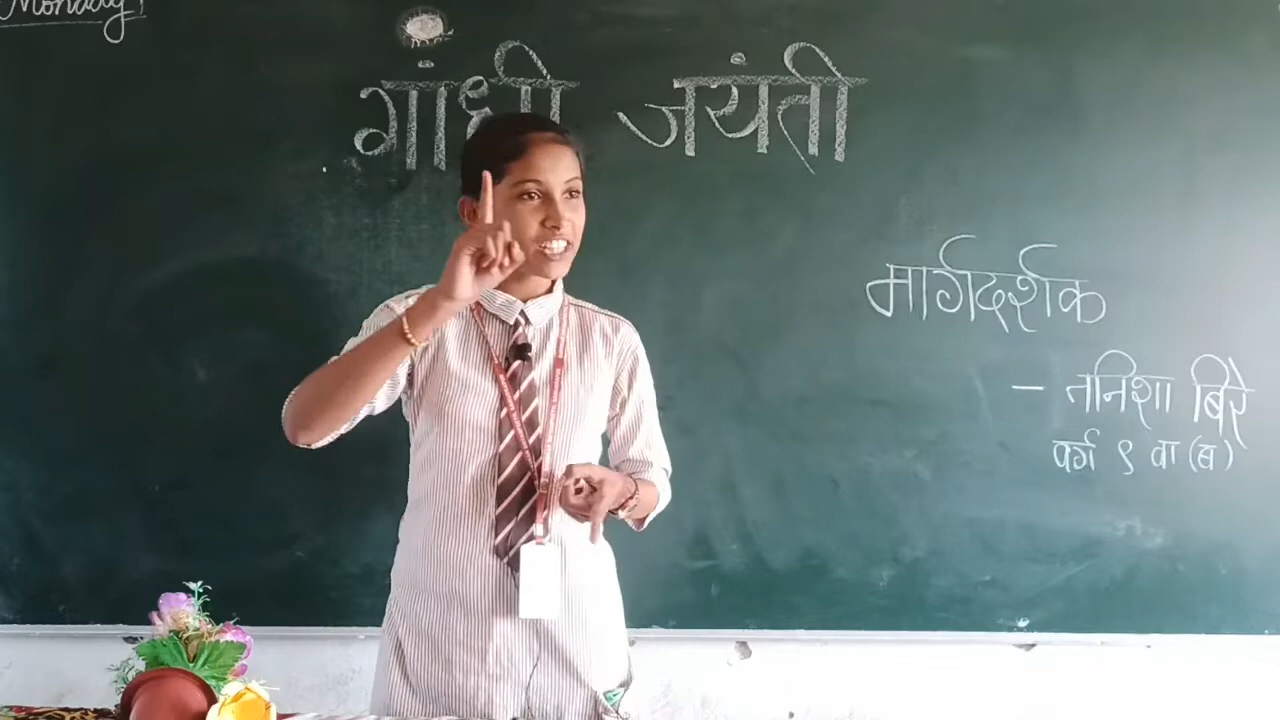 Monday!
गांधी जयंती
मार्गदर्शक
– तनिशा बिरे
वर्ग ९ वा (ब)